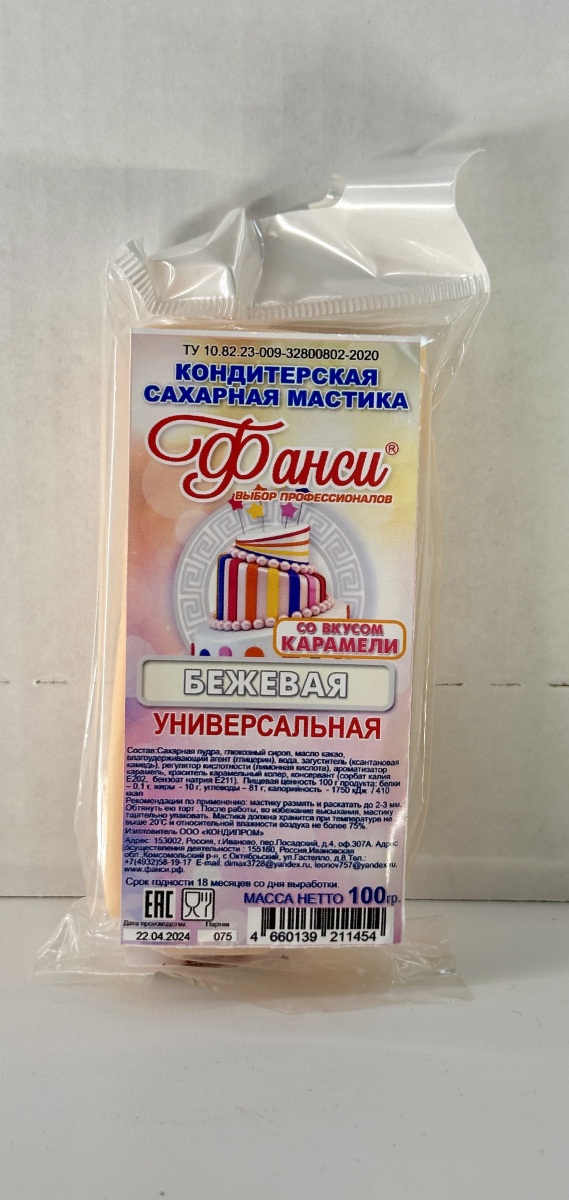 ТУ 10.82.23-009-32800802-2020
КОНДИТЕРСКАЯ
САХАРНАЯ МАСТИКА
Фанси®
ВЫБОР ПРОФЕССИОНАЛОВ
СО ВКУСОМ
КАРАМЕЛИ
БЕЖЕВАЯ
УНИВЕРСАЛЬНАЯ
Состав:Сахарная пудра, глюкозный сироп, масло какао,
влагоудерживающий агент (глицерин), вода, загуститель (ксантановая
камедь), регулятор кислотности (лимонная кислота), ароматизатор
карамель, краситель карамельный колер, консервант (сорбат калия
Е202, бензоат натрия Е211). Пищевая ценность 100 г продукта: белки
– 0,1 г, жиры - 10 г, углеводы – 81 г; калорийность - 1750 кДж / 410
ккал
Рекомендации по применению: мастику размять и раскатать до 2-3 мм.
Обтянуть ею торт . После работы, во избежание высыхания, мастику
тщательно упаковать. Мастика должна храниться при температуре не
выше 20°С и относительной влажности воздуха не более 75%.
Изготовитель ООО «КОНДИПРОМ»
Адрес: 153002, Россия, г.Иваново, пер.Посадский, д.4, оф.307А. Адрес
осуществления деятельности : 155160, Россия,Ивановская
обл. ,Комсомольский р-н, с Октябрьский, ул.Гастелло, д.8,Тел.:
+7(4932)58-19-17 E-mail: dimax3728@yandex.ru, leonov757@yandex.ru.
www.фанси.рф.
Срок годности 18 месяцев со дня выработки.
EAC
МАССА НЕТТО 100гр.
Дата производства: Партия
22.04.2024 075
4 660139 211454